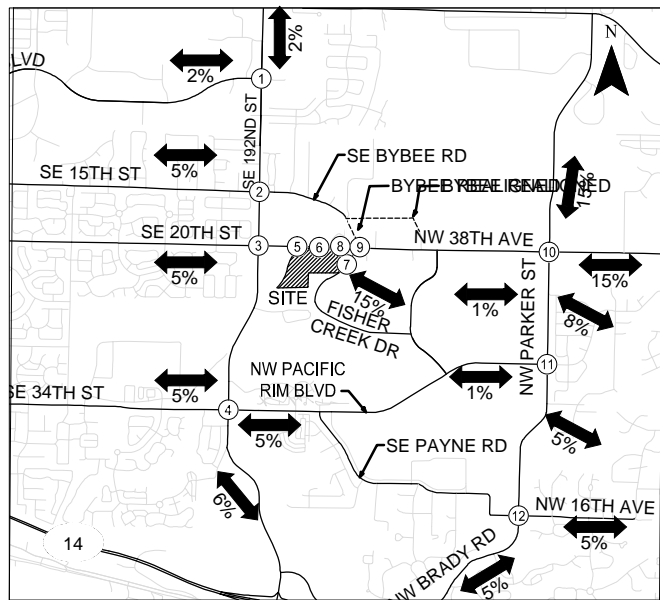 2%
N
LVD
1
2%
SE 192ND ST
5%
SE BYBEE RD
15%
SE 15TH ST
2
SE 20TH ST
3
5
6
8
9
NW 38TH AVE
10
5%
7
15%
SITE
15%
1%
NW PARKER ST
8%
FISHER
CREEK DR
NW PACIFIC
RIM BLVD
11
5%
1%
SE 34TH ST
4
5%
5%
SE PAYNE RD
6%
12
NW 16TH AVE
5%
14
NW BRADY RD
5%